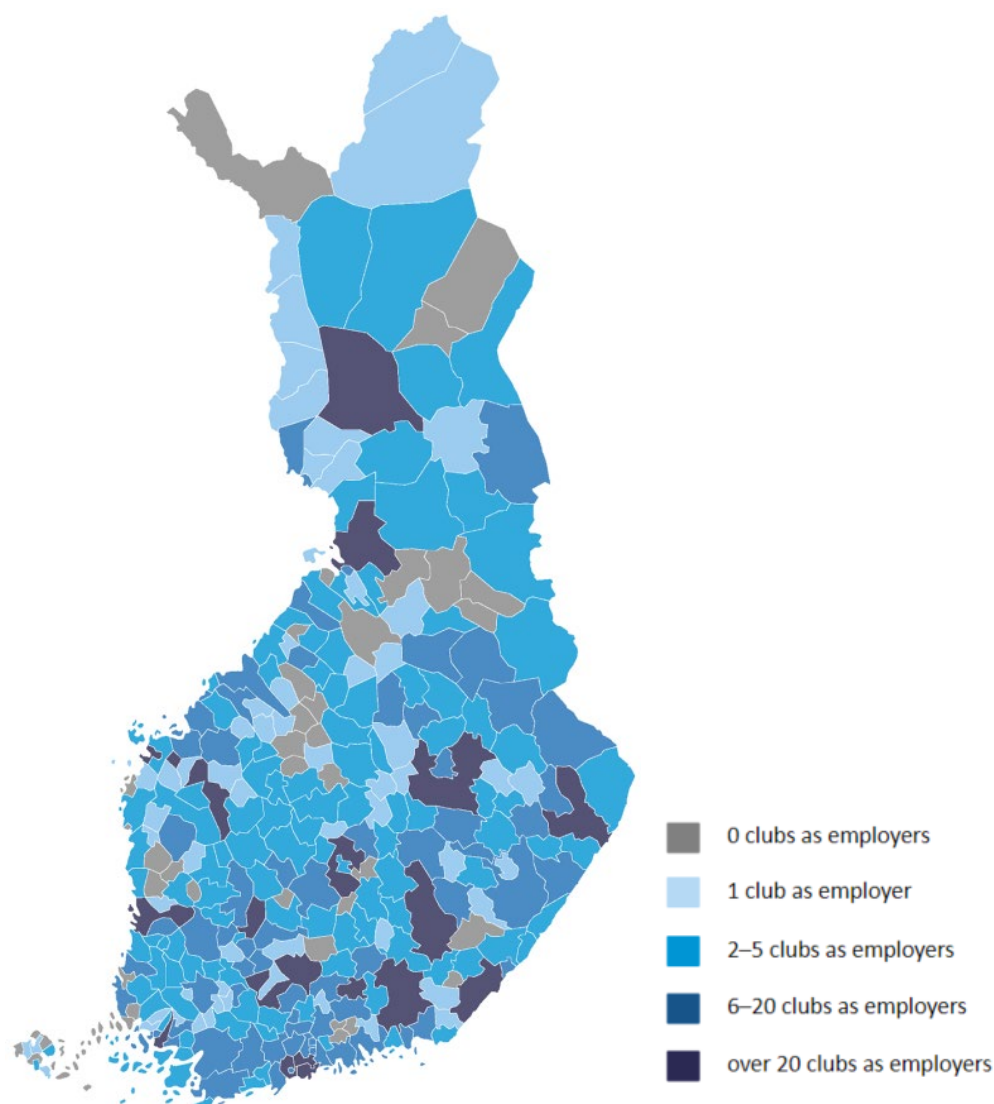 0 clubs as employers
1 club as employer
2–5 clubs as employers
6–20 clubs as employers
over 20 clubs as employers